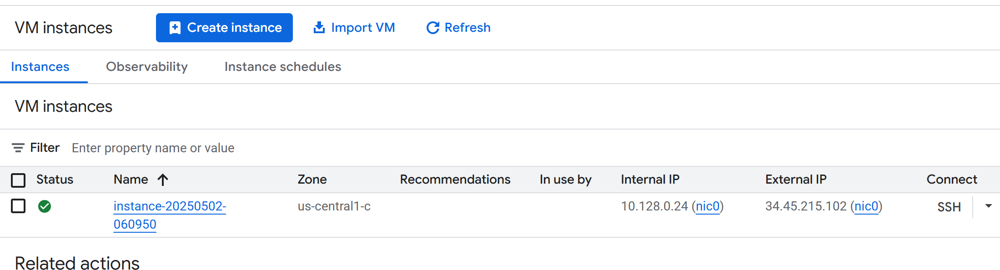 VM instances Create instance Import VM Refresh
Instances Observability Instance schedules
VM instances
Filter Enter property name or value
Status Name Zone Recommendations In use by Internal IP External IP Connect
instance-20250502- us-central1-c 10.128.0.24 (nic0) 34.45.215.102 (nic0) SSH
060950
Related actions